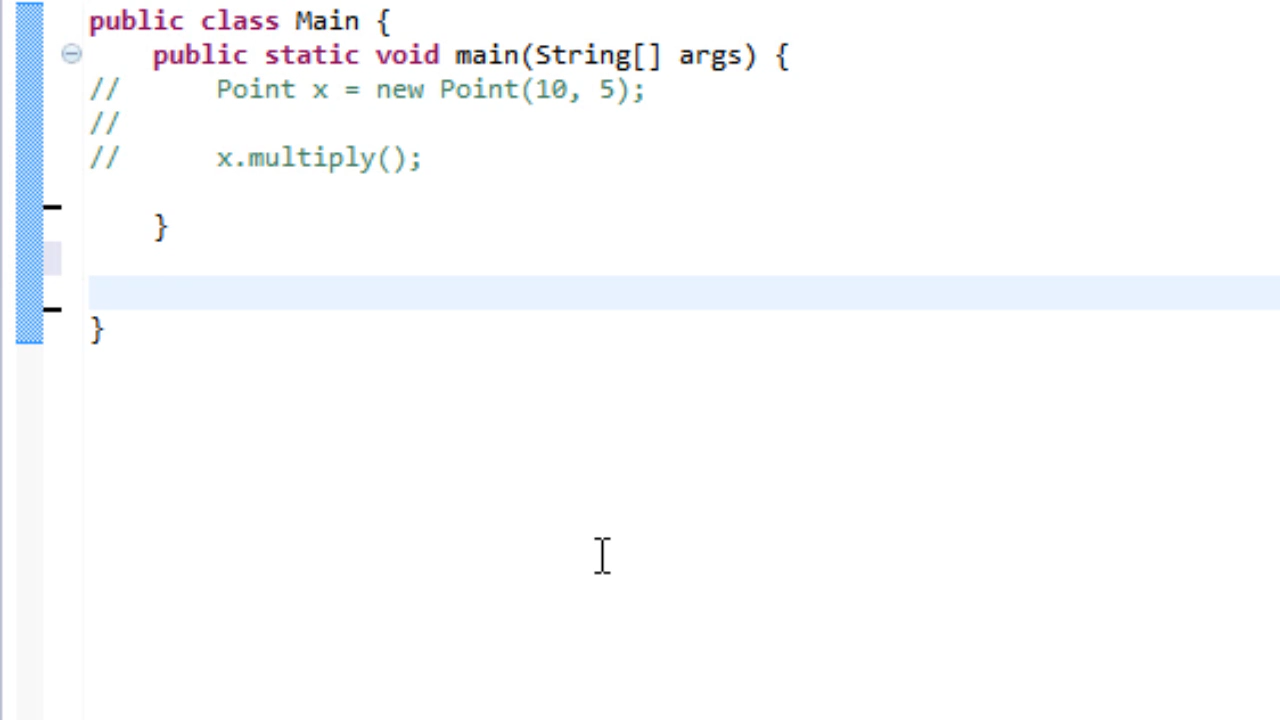 public class Main {
    public static void main(String[] args) {
//      Point x = new Point(10, 5);
//
//      x.multiply();
    }
}